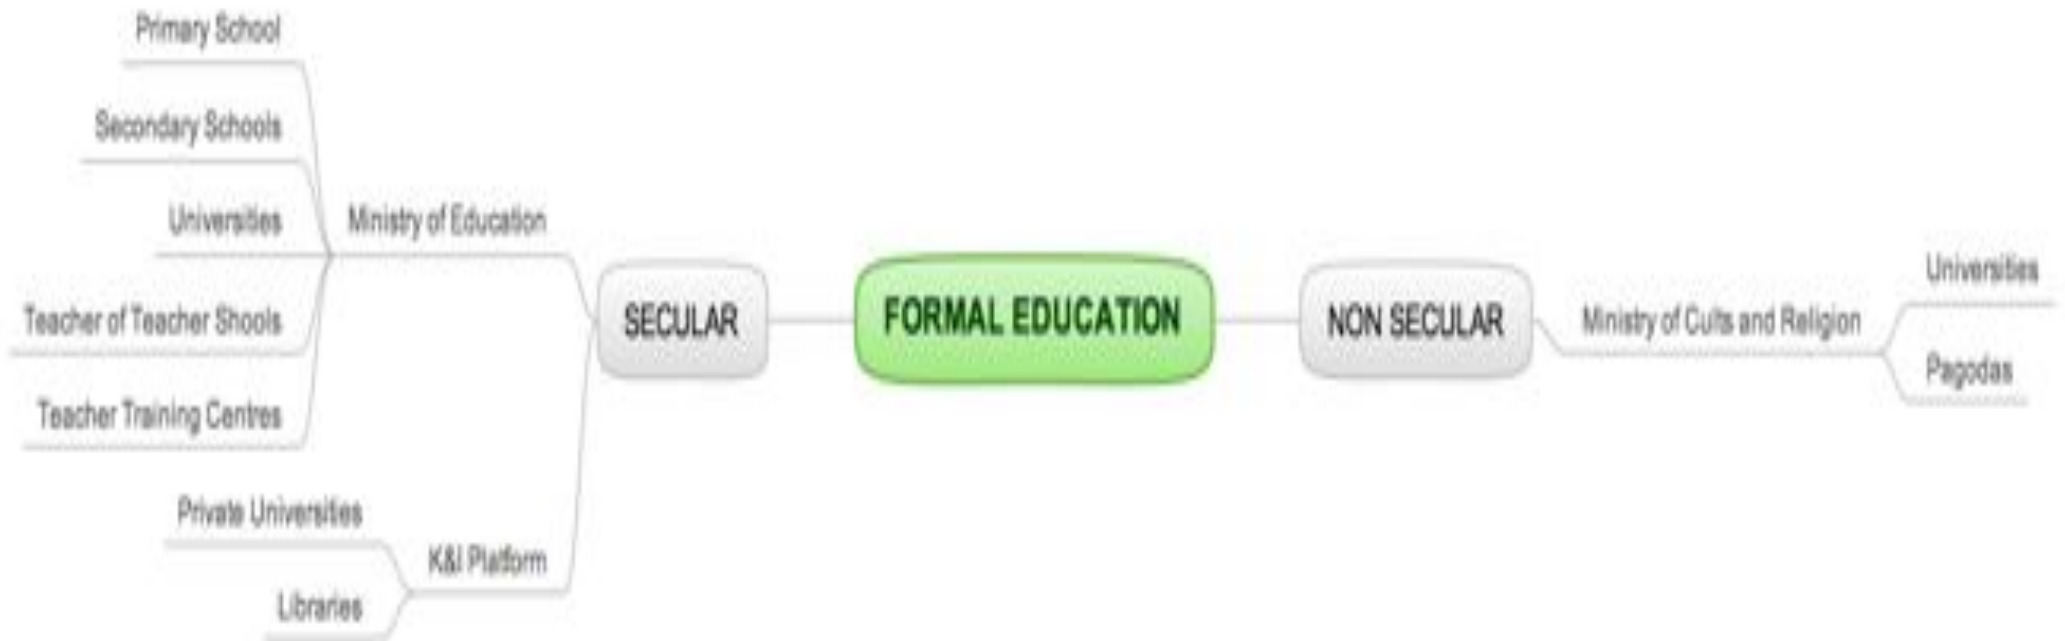 Primary School
Secondary Schools
Universities
Teacher of Teacher Shools
Teacher Training Centres
Ministry of Education
Private Universities
Libraries
K&I Platform
SECULAR
FORMAL EDUCATION
NON SECULAR
Ministry of Cults and Religion
Universities
Pagodas